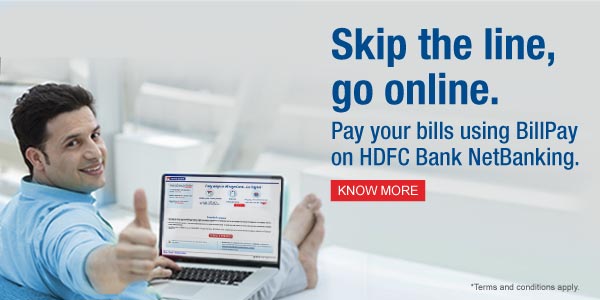 Skip the line,
go online.
Pay your bills using BillPay
on HDFC Bank NetBanking.
KNOW MORE
*Terms and conditions apply.